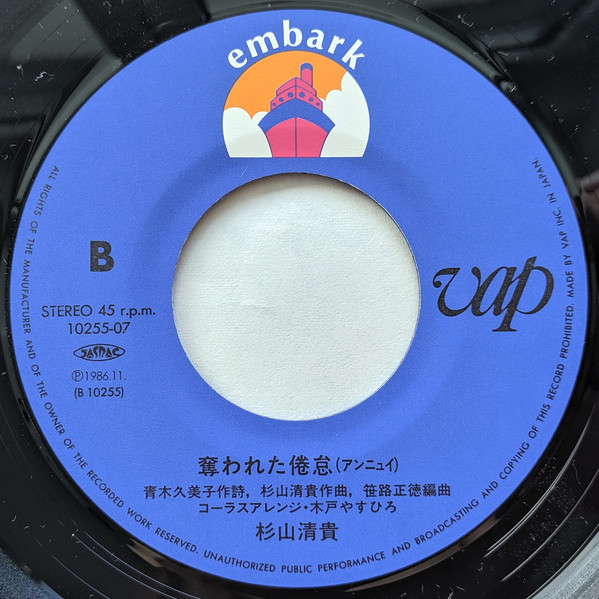 embark
B
STEREO 45 r.p.m.
10255-07
JASRAC
Ⓟ1986.11.
(B 10255)
vap
奪われた倦怠(アンニュイ)
青木久美子作詩, 杉山清貴作曲, 笹路正徳編曲
コーラスアレンジ・木戸やすひろ
杉山清貴
ALL RIGHTS OF THE MANUFACTURER AND OF THE OWNER OF THE RECORDED WORK RESERVED. UNAUTHORIZED PUBLIC PERFORMANCE AND BROADCASTING AND COPYING OF THIS RECORD PROHIBITED. MADE BY VAP INC. IN JAPAN.